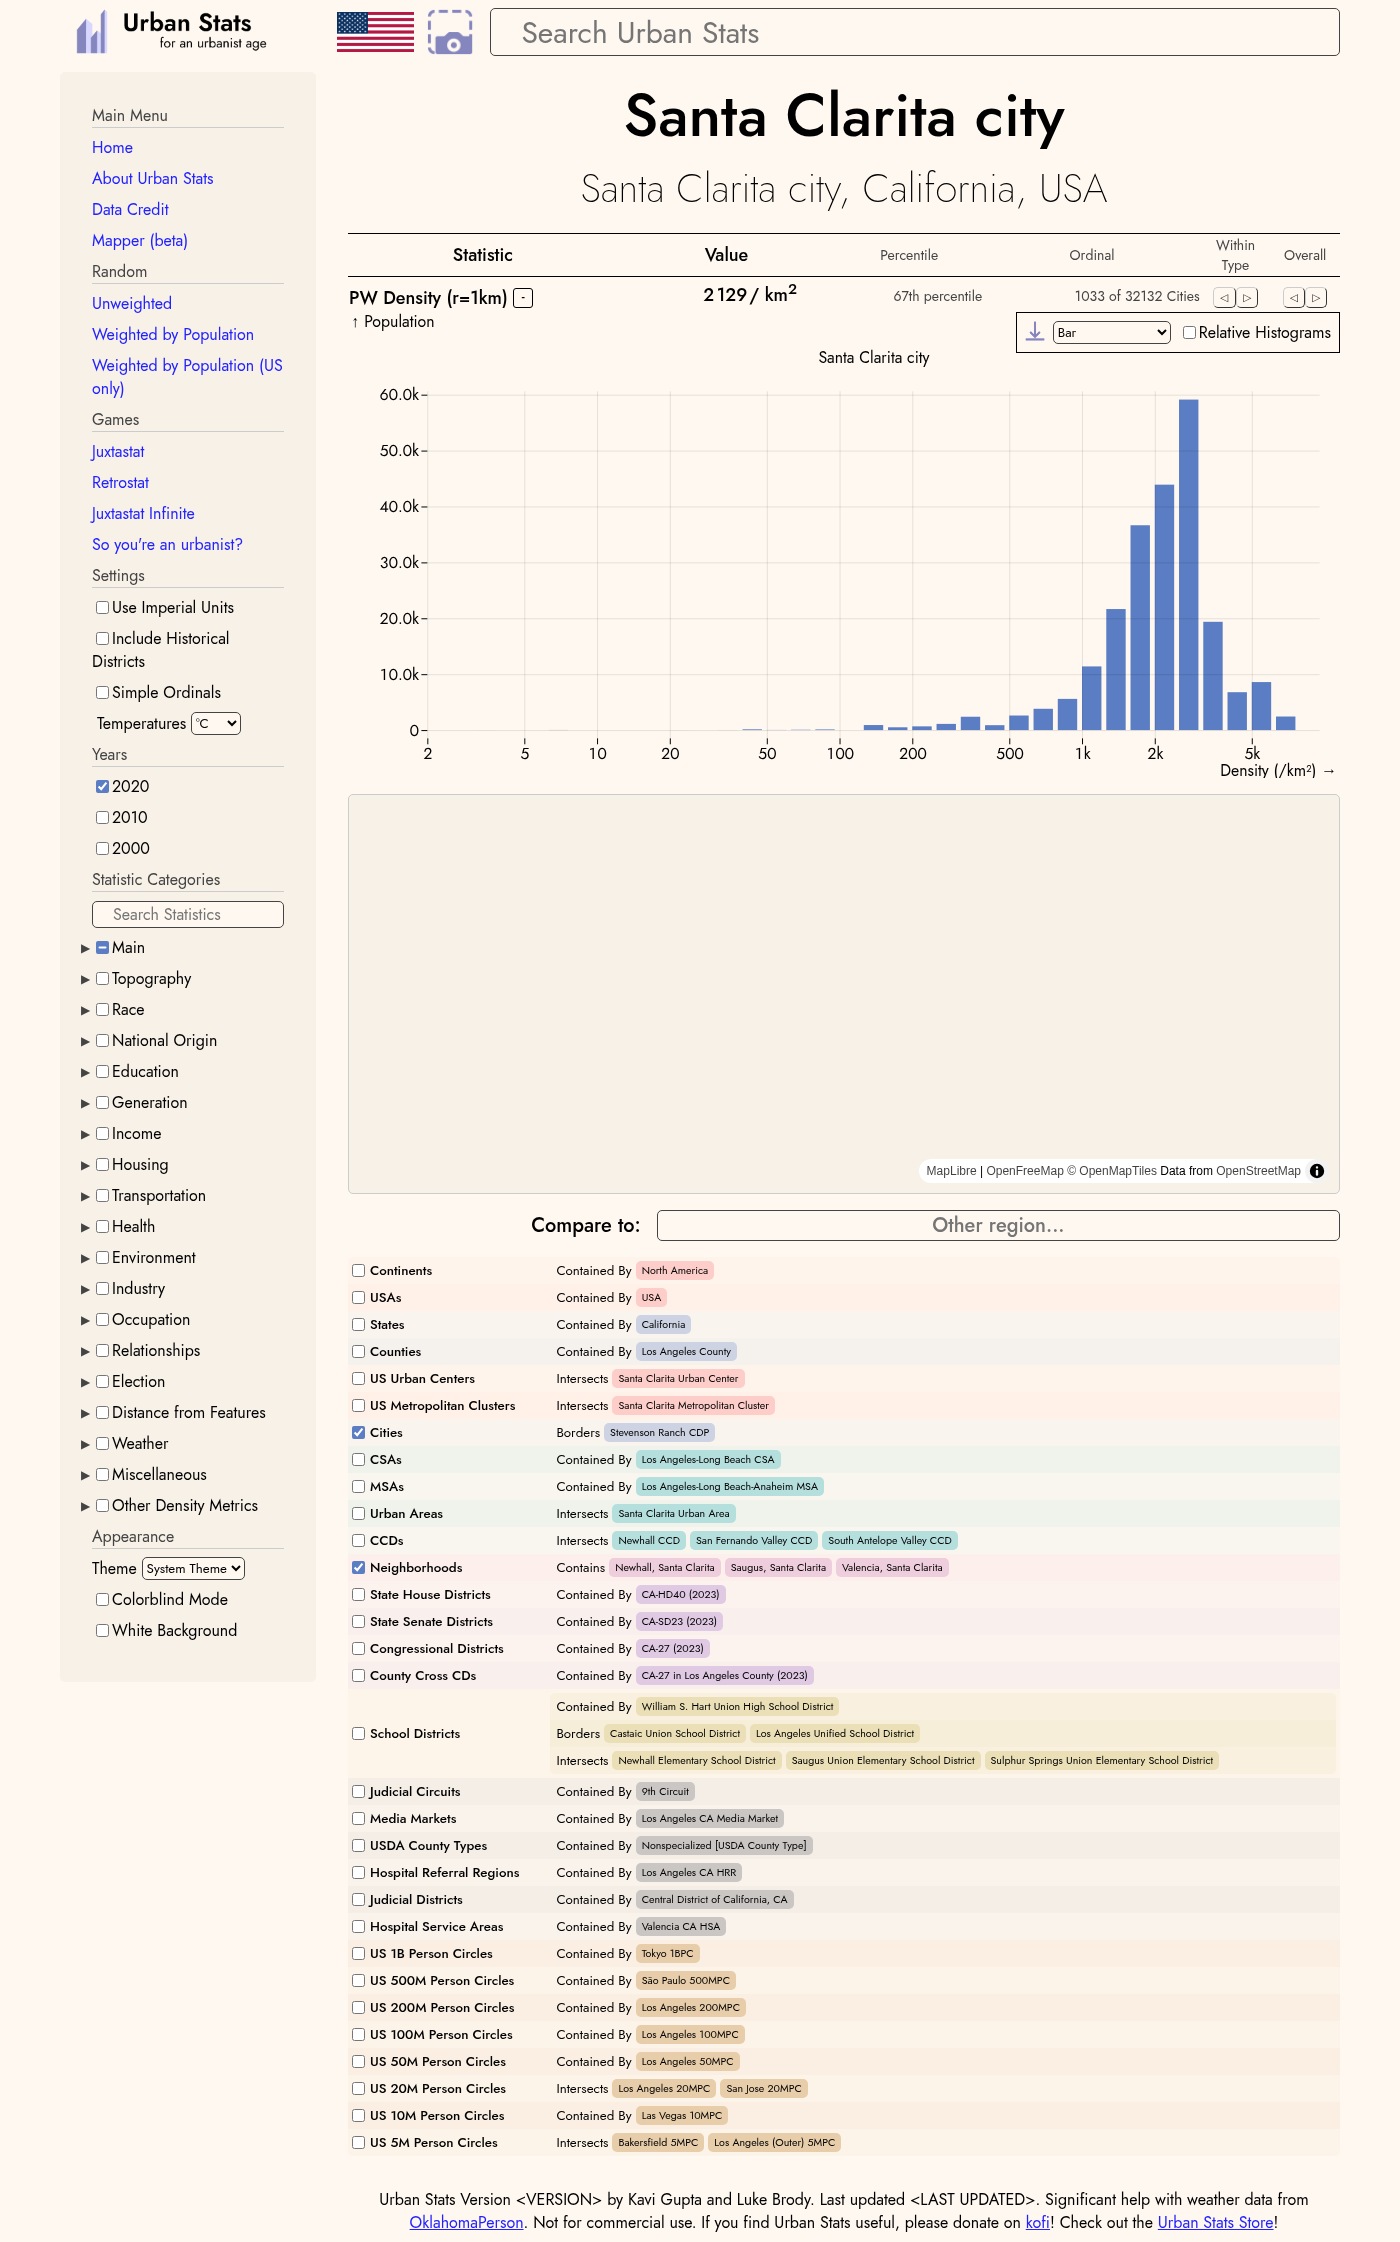 Urban Stats
for an urbanist age
Search Urban Stats
Main Menu
Home
About Urban Stats
Data Credit
Mapper (beta)
Random
Unweighted
Weighted by Population
Weighted by Population (US
only)
Games
Juxtastat
Retrostat
Juxtastat Infinite
So you're an urbanist?
Settings
Use Imperial Units
Include Historical
Districts
Simple Ordinals
Temperatures °C
Years
2020
2010
2000
Statistic Categories
Search Statistics
Main
Topography
Race
National Origin
Education
Generation
Income
Housing
Transportation
Health
Environment
Industry
Occupation
Relationships
Election
Distance from Features
Weather
Miscellaneous
Other Density Metrics
Appearance
Theme System Theme
Colorblind Mode
White Background
Santa Clarita city
Santa Clarita city, California, USA
Statistic Value Percentile Ordinal Within Type Overall
PW Density (r=1km) - 2 129 / km² 67th percentile 1033 of 32132 Cities
↑ Population
Bar Relative Histograms
Santa Clarita city
60.0k
50.0k
40.0k
30.0k
20.0k
10.0k
0
2 5 10 20 50 100 200 500 1k 2k 5k
Density (/km²) →
MapLibre | OpenFreeMap © OpenMapTiles Data from OpenStreetMap
Compare to: Other region...
Continents Contained By North America
USAs Contained By USA
States Contained By California
Counties Contained By Los Angeles County
US Urban Centers Intersects Santa Clarita Urban Center
US Metropolitan Clusters Intersects Santa Clarita Metropolitan Cluster
Cities Borders Stevenson Ranch CDP
CSAs Contained By Los Angeles-Long Beach CSA
MSAs Contained By Los Angeles-Long Beach-Anaheim MSA
Urban Areas Intersects Santa Clarita Urban Area
CCDs Intersects Newhall CCD San Fernando Valley CCD South Antelope Valley CCD
Neighborhoods Contains Newhall, Santa Clarita Saugus, Santa Clarita Valencia, Santa Clarita
State House Districts Contained By CA-HD40 (2023)
State Senate Districts Contained By CA-SD23 (2023)
Congressional Districts Contained By CA-27 (2023)
County Cross CDs Contained By CA-27 in Los Angeles County (2023)
Contained By William S. Hart Union High School District
School Districts Borders Castaic Union School District Los Angeles Unified School District
Intersects Newhall Elementary School District Saugus Union Elementary School District Sulphur Springs Union Elementary School District
Judicial Circuits Contained By 9th Circuit
Media Markets Contained By Los Angeles CA Media Market
USDA County Types Contained By Nonspecialized [USDA County Type]
Hospital Referral Regions Contained By Los Angeles CA HRR
Judicial Districts Contained By Central District of California, CA
Hospital Service Areas Contained By Valencia CA HSA
US 1B Person Circles Contained By Tokyo 1BPC
US 500M Person Circles Contained By São Paulo 500MPC
US 200M Person Circles Contained By Los Angeles 200MPC
US 100M Person Circles Contained By Los Angeles 100MPC
US 50M Person Circles Contained By Los Angeles 50MPC
US 20M Person Circles Intersects Los Angeles 20MPC San Jose 20MPC
US 10M Person Circles Contained By Las Vegas 10MPC
US 5M Person Circles Intersects Bakersfield 5MPC Los Angeles (Outer) 5MPC
Urban Stats Version <VERSION> by Kavi Gupta and Luke Brody. Last updated <LAST UPDATED>. Significant help with weather data from
OklahomaPerson. Not for commercial use. If you find Urban Stats useful, please donate on kofi! Check out the Urban Stats Store!